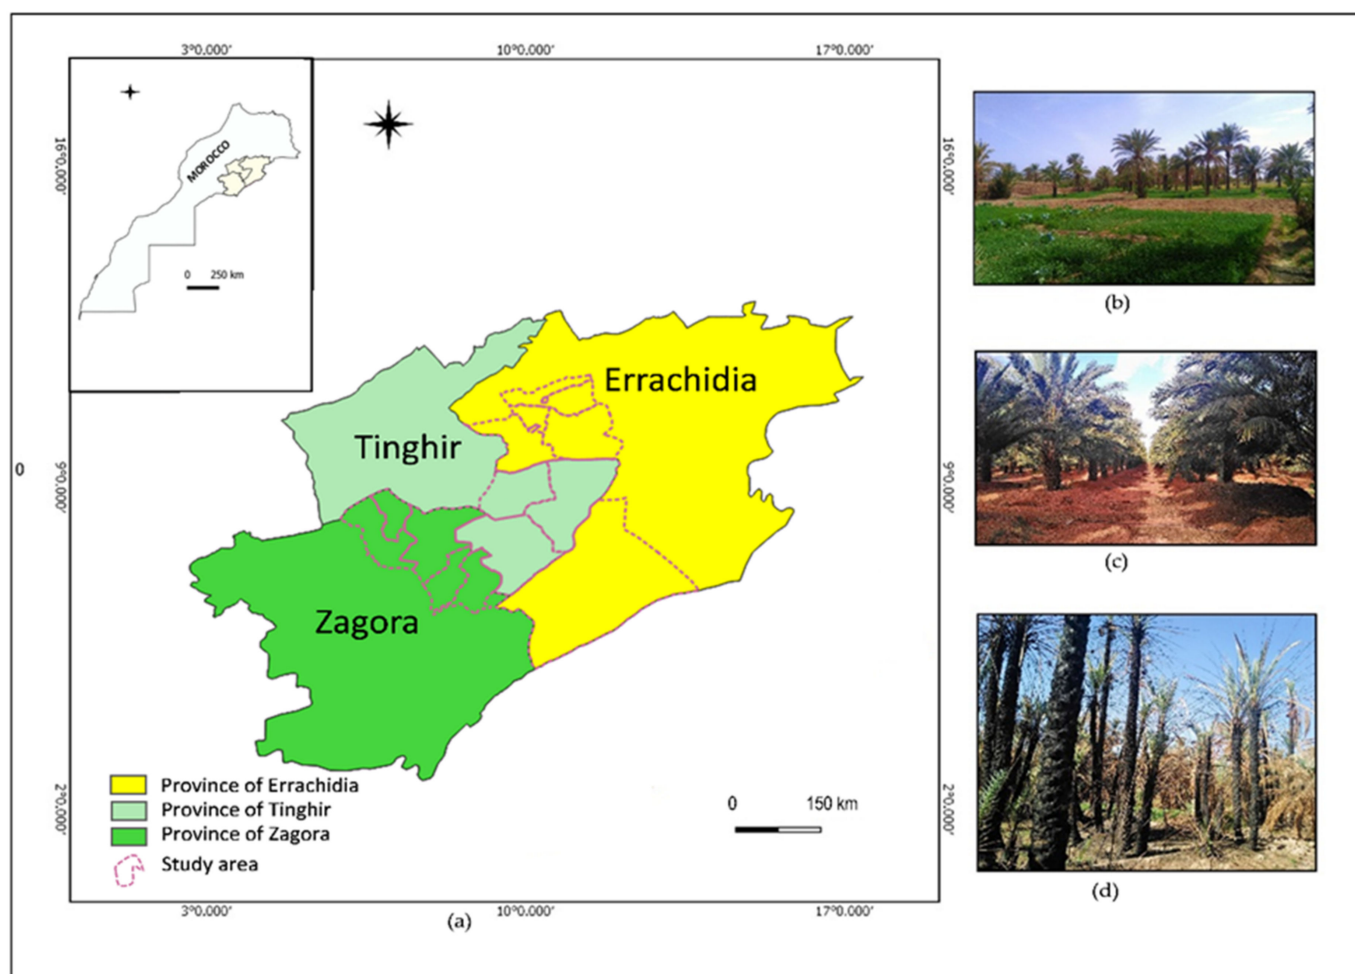 3°0.000'
10°0.000'
17°0.000'
MOROCCO
0 250 km
16°0.000'
16°0.000'
(b)
Errachidia
Tinghir
0
9°0.000'
9°0.000'
(c)
Zagora
Province of Errachidia
Province of Tinghir
Province of Zagora
Study area
0 150 km
2°0.000'
2°0.000'
(d)
3°0.000'
10°0.000'
17°0.000'
(a)